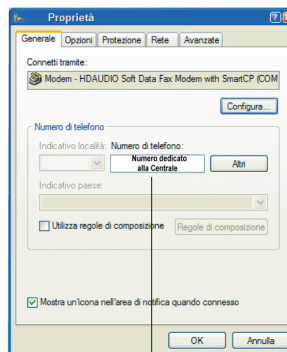 Proprietà
Generale Opzioni Protezione Rete Avanzate
Connetti tramite:
Modem - HDAUDIO Soft Data Fax Modem with SmartCP (COM
Configura...
Numero di telefono
Indicativo località: Numero di telefono:
Numero dedicato
alla Centrale
Altri
Indicativo paese:
Utilizza regole di composizione Regole di composizione
Mostra un'icona nell'area di notifica quando connesso
OK Annulla